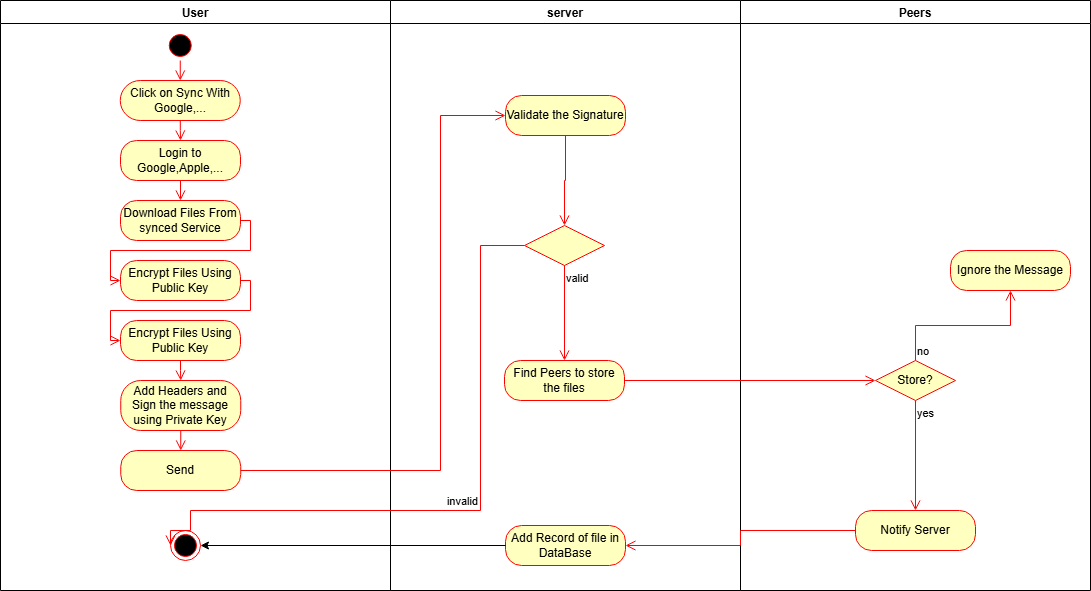 User
server
Peers
Click on Sync With
Google,...
Login to
Google,Apple,...
Download Files From
synced Service
Encrypt Files Using
Public Key
Encrypt Files Using
Public Key
Add Headers and
Sign the message
using Private Key
Send
invalid
Validate the Signature
valid
Find Peers to store
the files
Add Record of file in
DataBase
Ignore the Message
no
Store?
yes
Notify Server